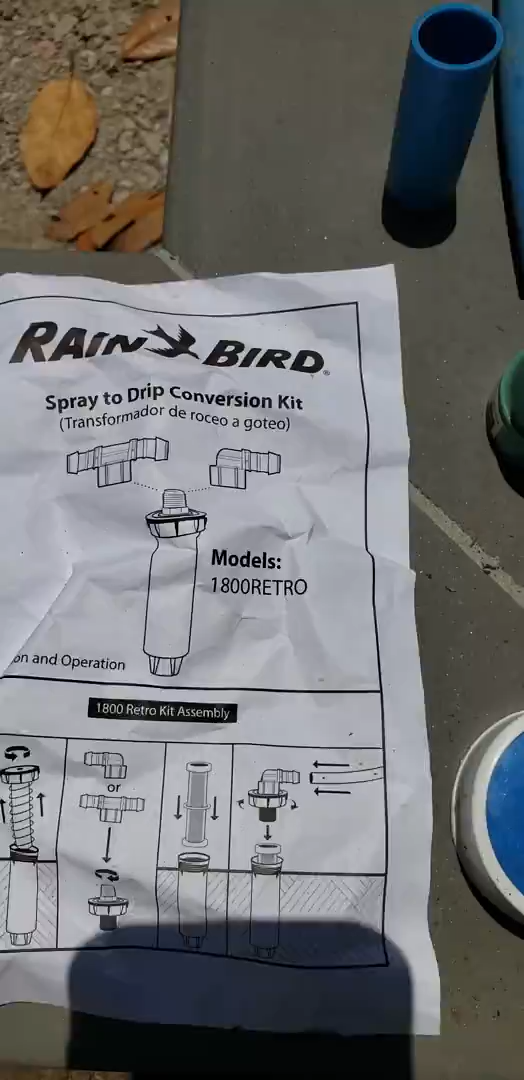 RAIN BIRD®
Spray to Drip Conversion Kit
(Transformador de roceo a goteo)
Models:
1800RETRO
and Operation
1800 Retro Kit Assembly
or